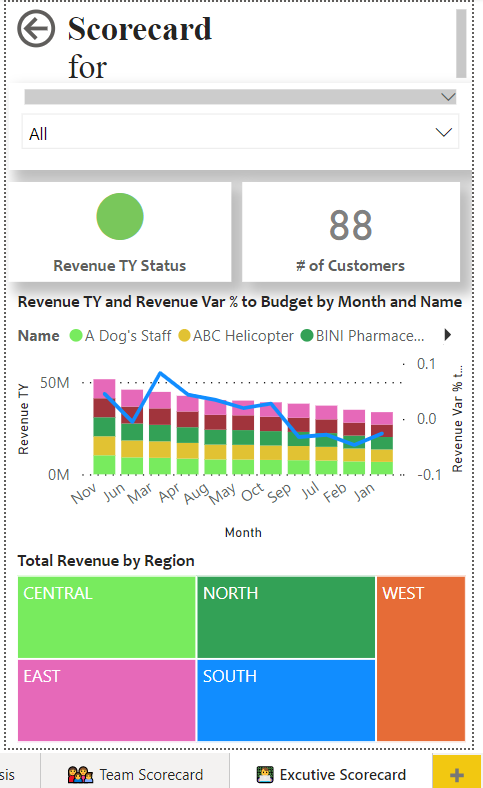 Scorecard
for
All
Revenue TY Status
88
# of Customers
Revenue TY and Revenue Var % to Budget by Month and Name
Name A Dog's Staff ABC Helicopter BINI Pharmace...
Revenue TY
50M
0M
0.1
0.0
-0.1
Revenue Var % t...
Nov Jun Mar Apr Aug May Oct Sep Jul Feb Jan
Month
Total Revenue by Region
CENTRAL NORTH WEST
EAST SOUTH
sis Team Scorecard Excutive Scorecard +